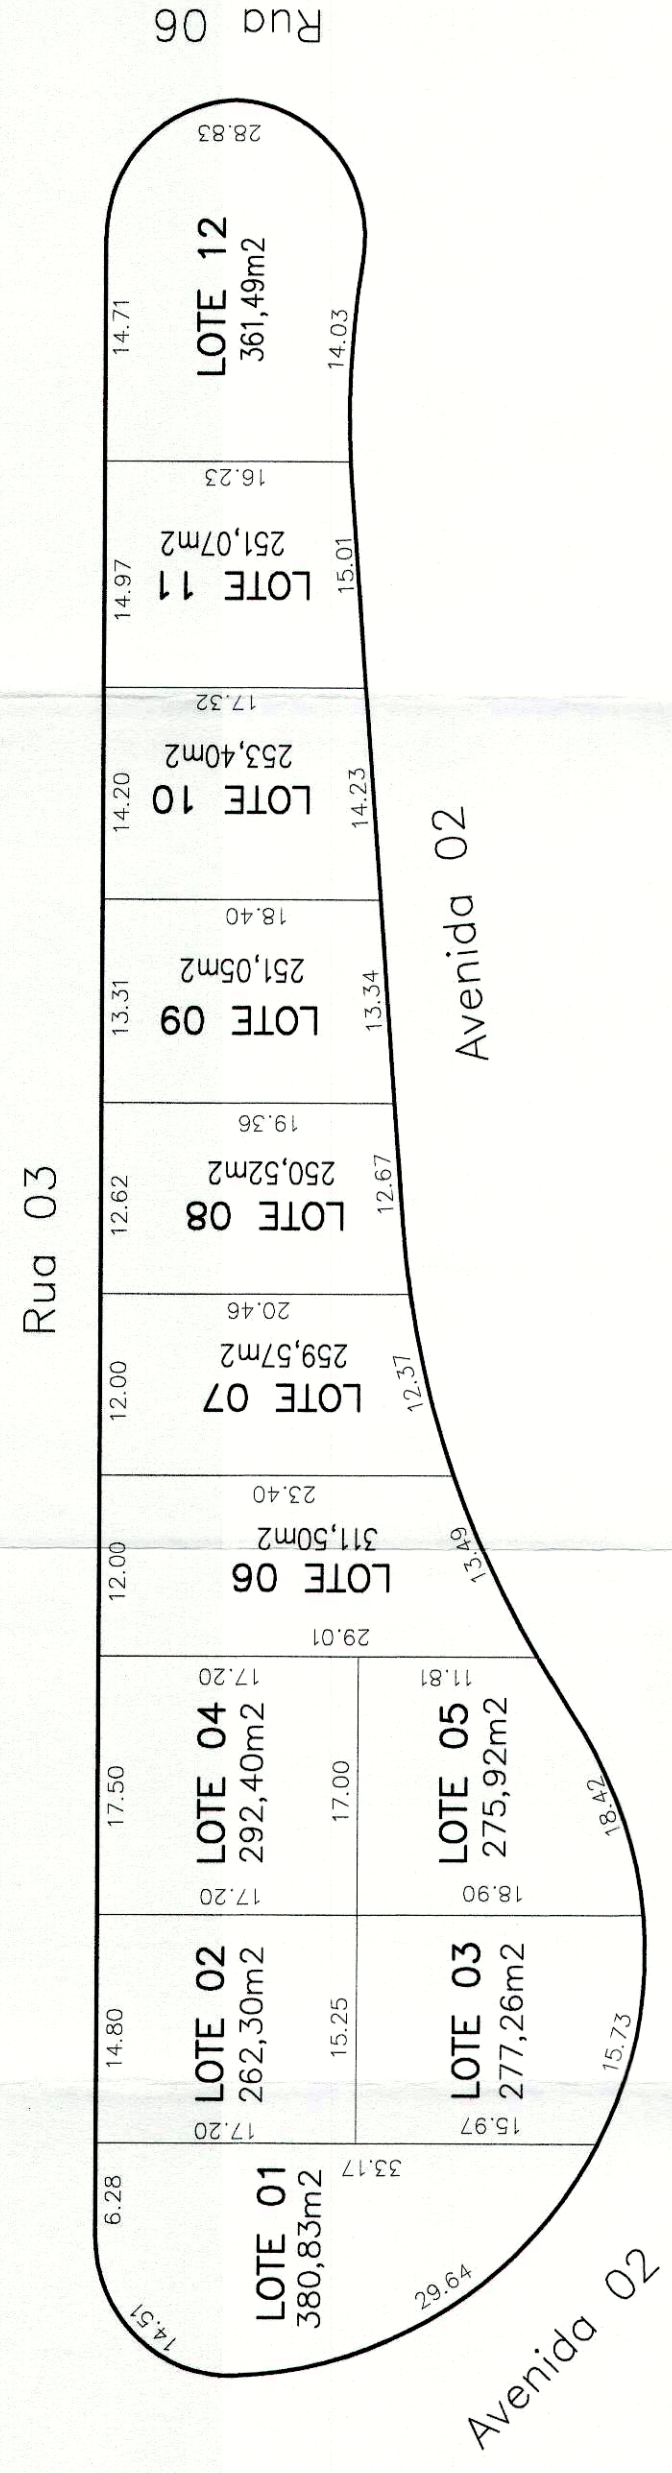 Rua 06
28.83
LOTE 12
361,49m2
14.71
14.03
16.23
251,07m2
LOTE 11
14.97
15.01
17.32
253,40m2
LOTE 10
14.20
14.23
18.40
251,05m2
LOTE 09
13.31
13.34
Avenida 02
19.36
250,52m2
LOTE 08
12.62
12.67
Rua 03
20.46
259,57m2
LOTE 07
12.00
12.37
23.40
311,50m2
LOTE 06
12.00
13.49
29.01
17.20
11.81
LOTE 04
292,40m2
17.50
17.00
LOTE 05
275,92m2
18.42
17.20
18.90
LOTE 02
262,30m2
14.80
15.25
LOTE 03
277,26m2
15.73
17.20
15.97
33.17
LOTE 01
380,83m2
6.28
14.51
29.64
Avenida 02